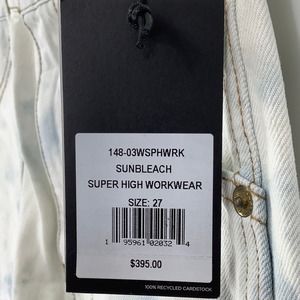 148-03WSPHWRK
SUNBLEACH
SUPER HIGH WORKWEAR
SIZE: 27
1 95961 02032 4
$395.00
100% RECYCLED CARDSTOCK